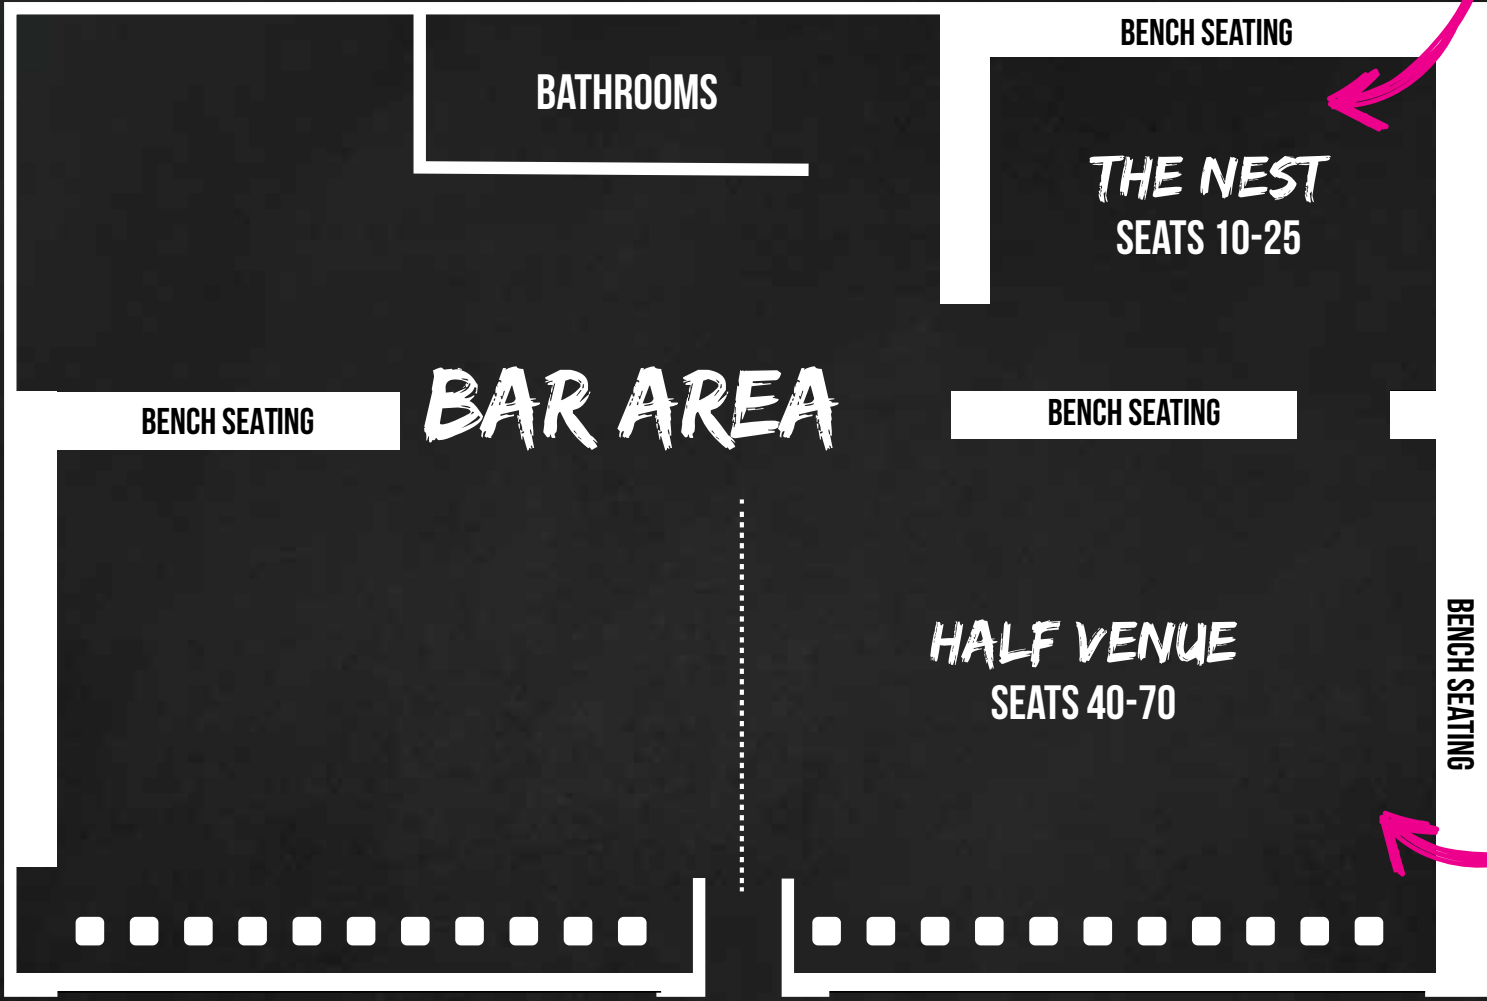 BENCH SEATING
BATHROOMS
THE NEST
SEATS 10-25
BAR AREA
BENCH SEATING
BENCH SEATING
HALF VENUE
SEATS 40-70
BENCH SEATING